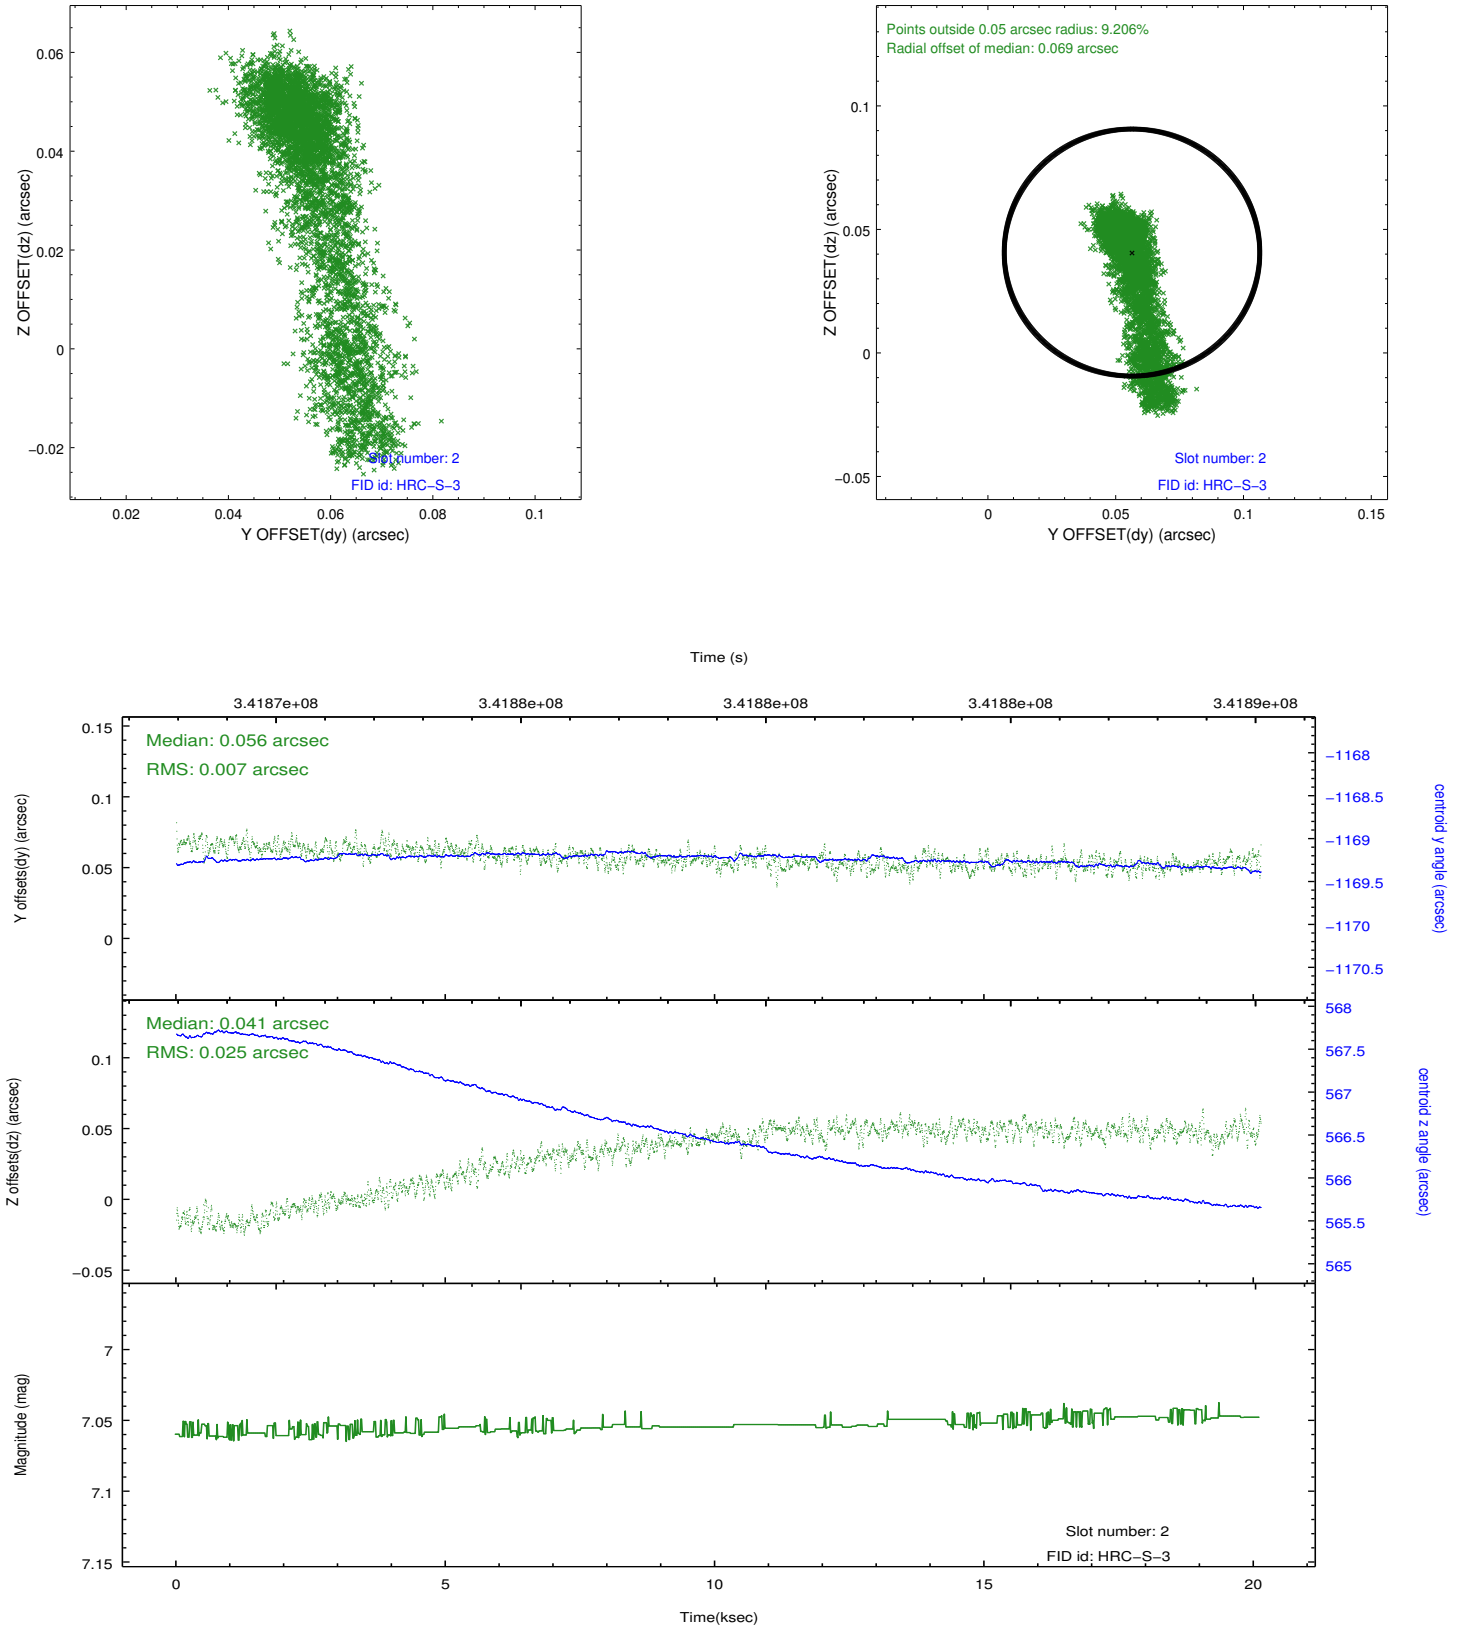 0.06
0.04
0.02
0
−0.02
Z OFFSET(dz) (arcsec)
Slot number: 2
FID id: HRC−S−3
0.02 0.04 0.06 0.08 0.1
Y OFFSET(dy) (arcsec)
Points outside 0.05 arcsec radius: 9.206%
Radial offset of median: 0.069 arcsec
0.1
0.05
0
−0.05
Z OFFSET(dz) (arcsec)
Slot number: 2
FID id: HRC−S−3
0 0.05 0.1 0.15
Y OFFSET(dy) (arcsec)
Time (s)
3.4187e+08 3.4188e+08 3.4188e+08 3.4188e+08 3.4189e+08
Median: 0.056 arcsec
RMS: 0.007 arcsec
0.15
0.1
0.05
0
Y offsets(dy) (arcsec)
−1168
−1168.5
−1169
−1169.5
−1170
−1170.5
centroid y angle (arcsec)
Median: 0.041 arcsec
RMS: 0.025 arcsec
0.1
0.05
0
−0.05
Z offsets(dz) (arcsec)
568
567.5
567
566.5
566
565.5
565
centroid z angle (arcsec)
7
7.05
7.1
7.15
Magnitude (mag)
Slot number: 2
FID id: HRC−S−3
0 5 10 15 20
Time(ksec)